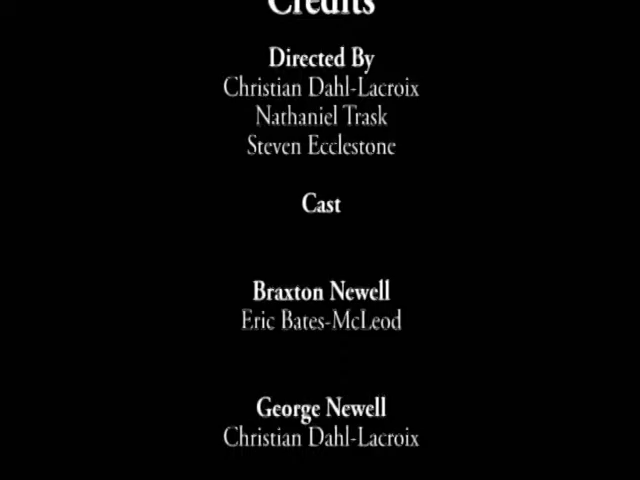 Credits
Directed By
Christian Dahl-Lacroix
Nathaniel Trask
Steven Ecclestone
Cast
Braxton Newell
Eric Bates-McLeod
George Newell
Christian Dahl-Lacroix